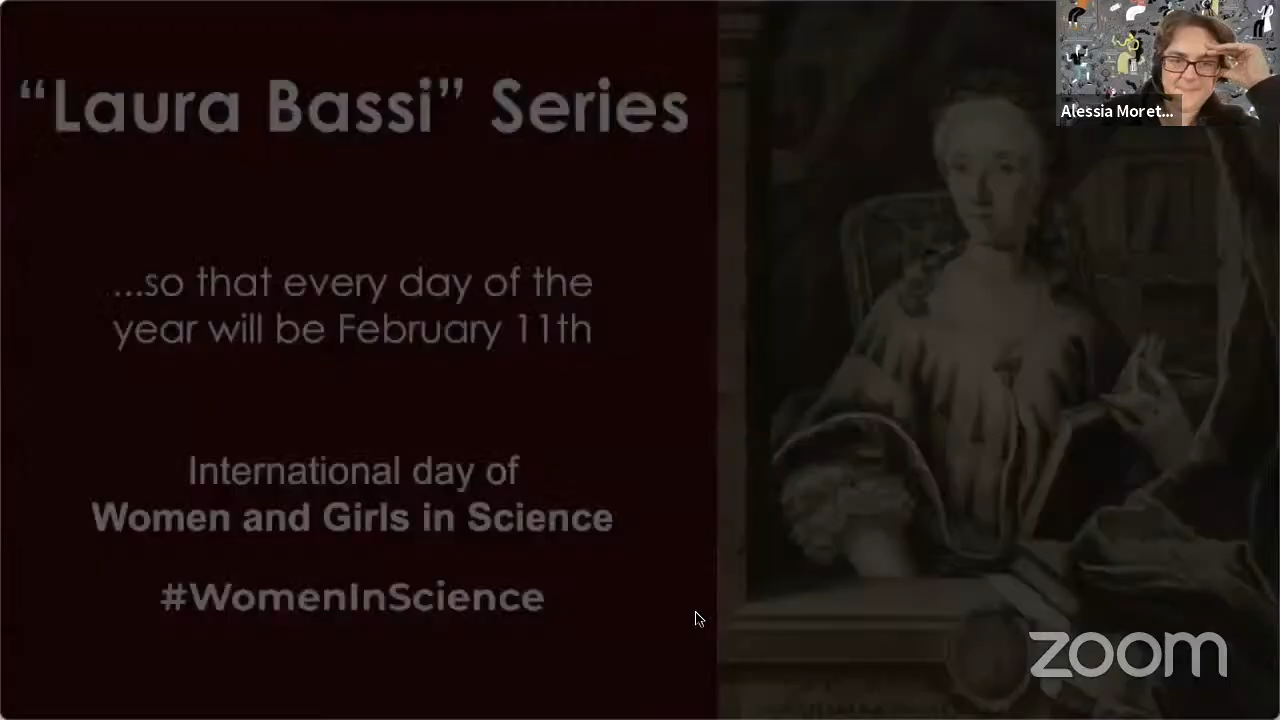 “Laura Bassi” Series
Alessia Moret...
...so that every day of the
year will be February 11th
International day of
Women and Girls in Science
#WomenInScience
zoom